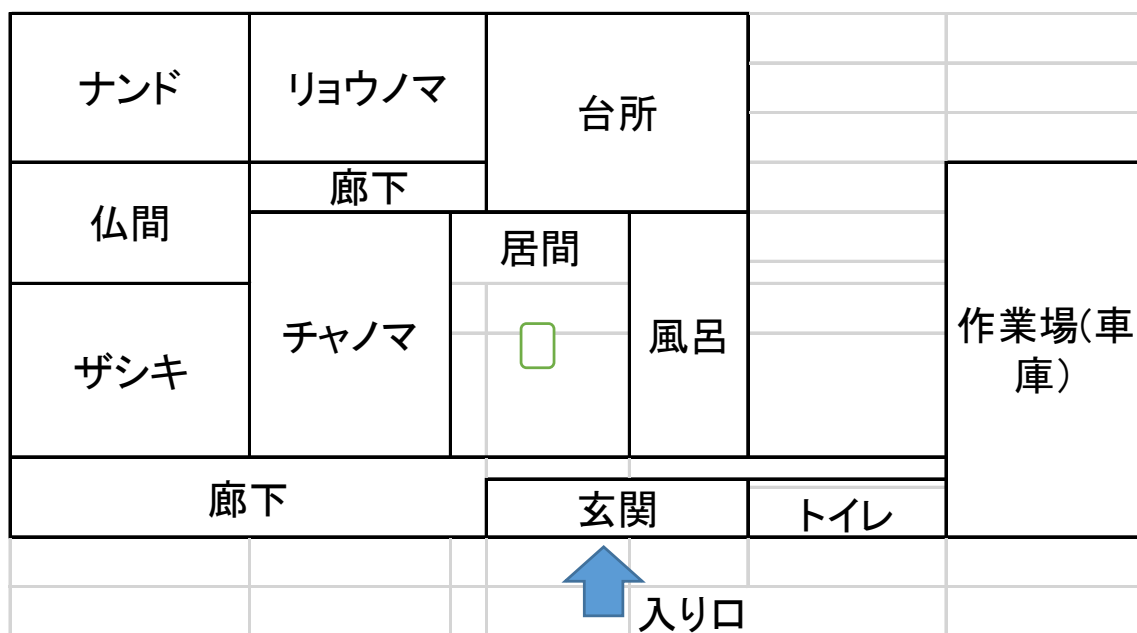 ナンド
リョウノマ
台所
廊下
仏間
居間
チャノマ
風呂
作業場(車
庫)
ザシキ
廊下
玄関
トイレ
入り口